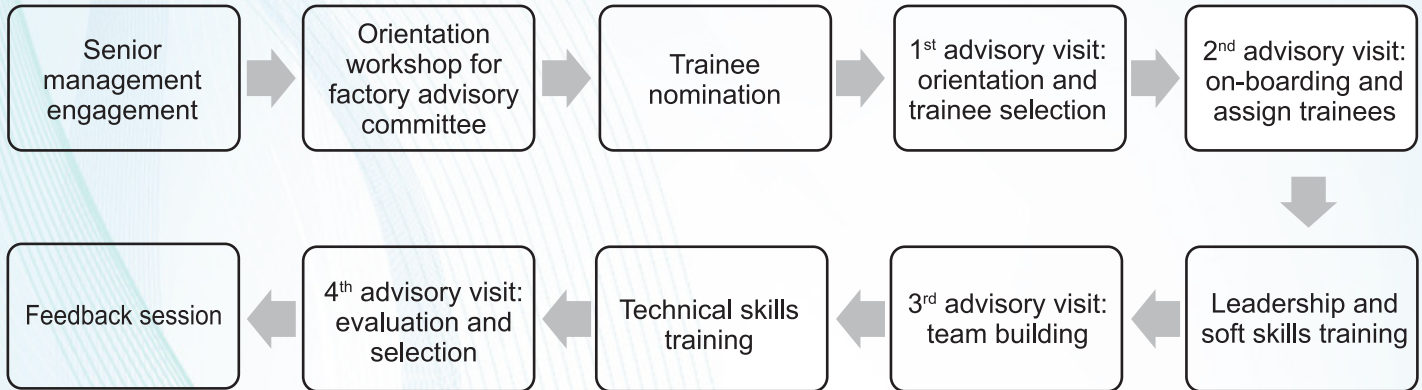 Senior
management
engagement
Orientation
workshop for
factory advisory
committee
Trainee
nomination
1st advisory visit:
orientation and
trainee selection
2nd advisory visit:
on-boarding and
assign trainees
Leadership and
soft skills training
3rd advisory visit:
team building
Technical skills
training
4th advisory visit:
evaluation and
selection
Feedback session